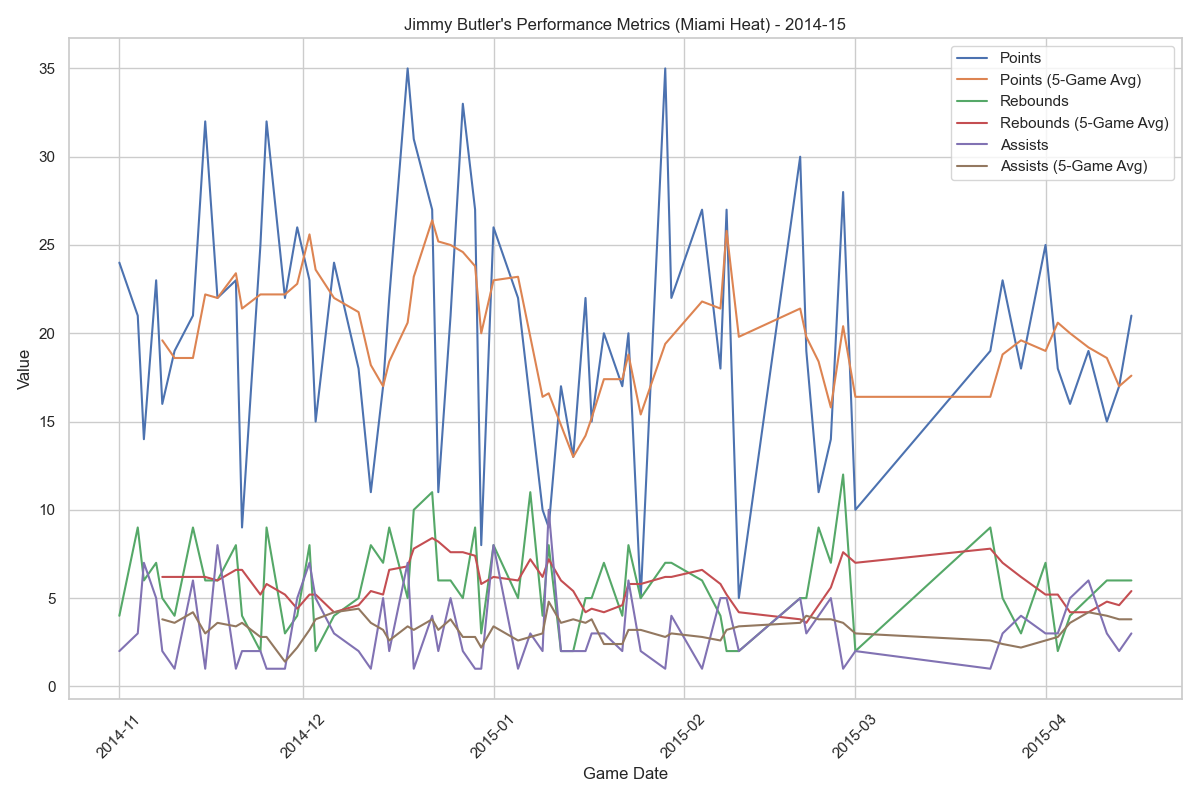 Jimmy Butler's Performance Metrics (Miami Heat) - 2014-15
Points
Points (5-Game Avg)
Rebounds
Rebounds (5-Game Avg)
Assists
Assists (5-Game Avg)
35
30
25
20
15
10
5
0
Value
2014-11
2014-12
2015-01
2015-02
2015-03
2015-04
Game Date